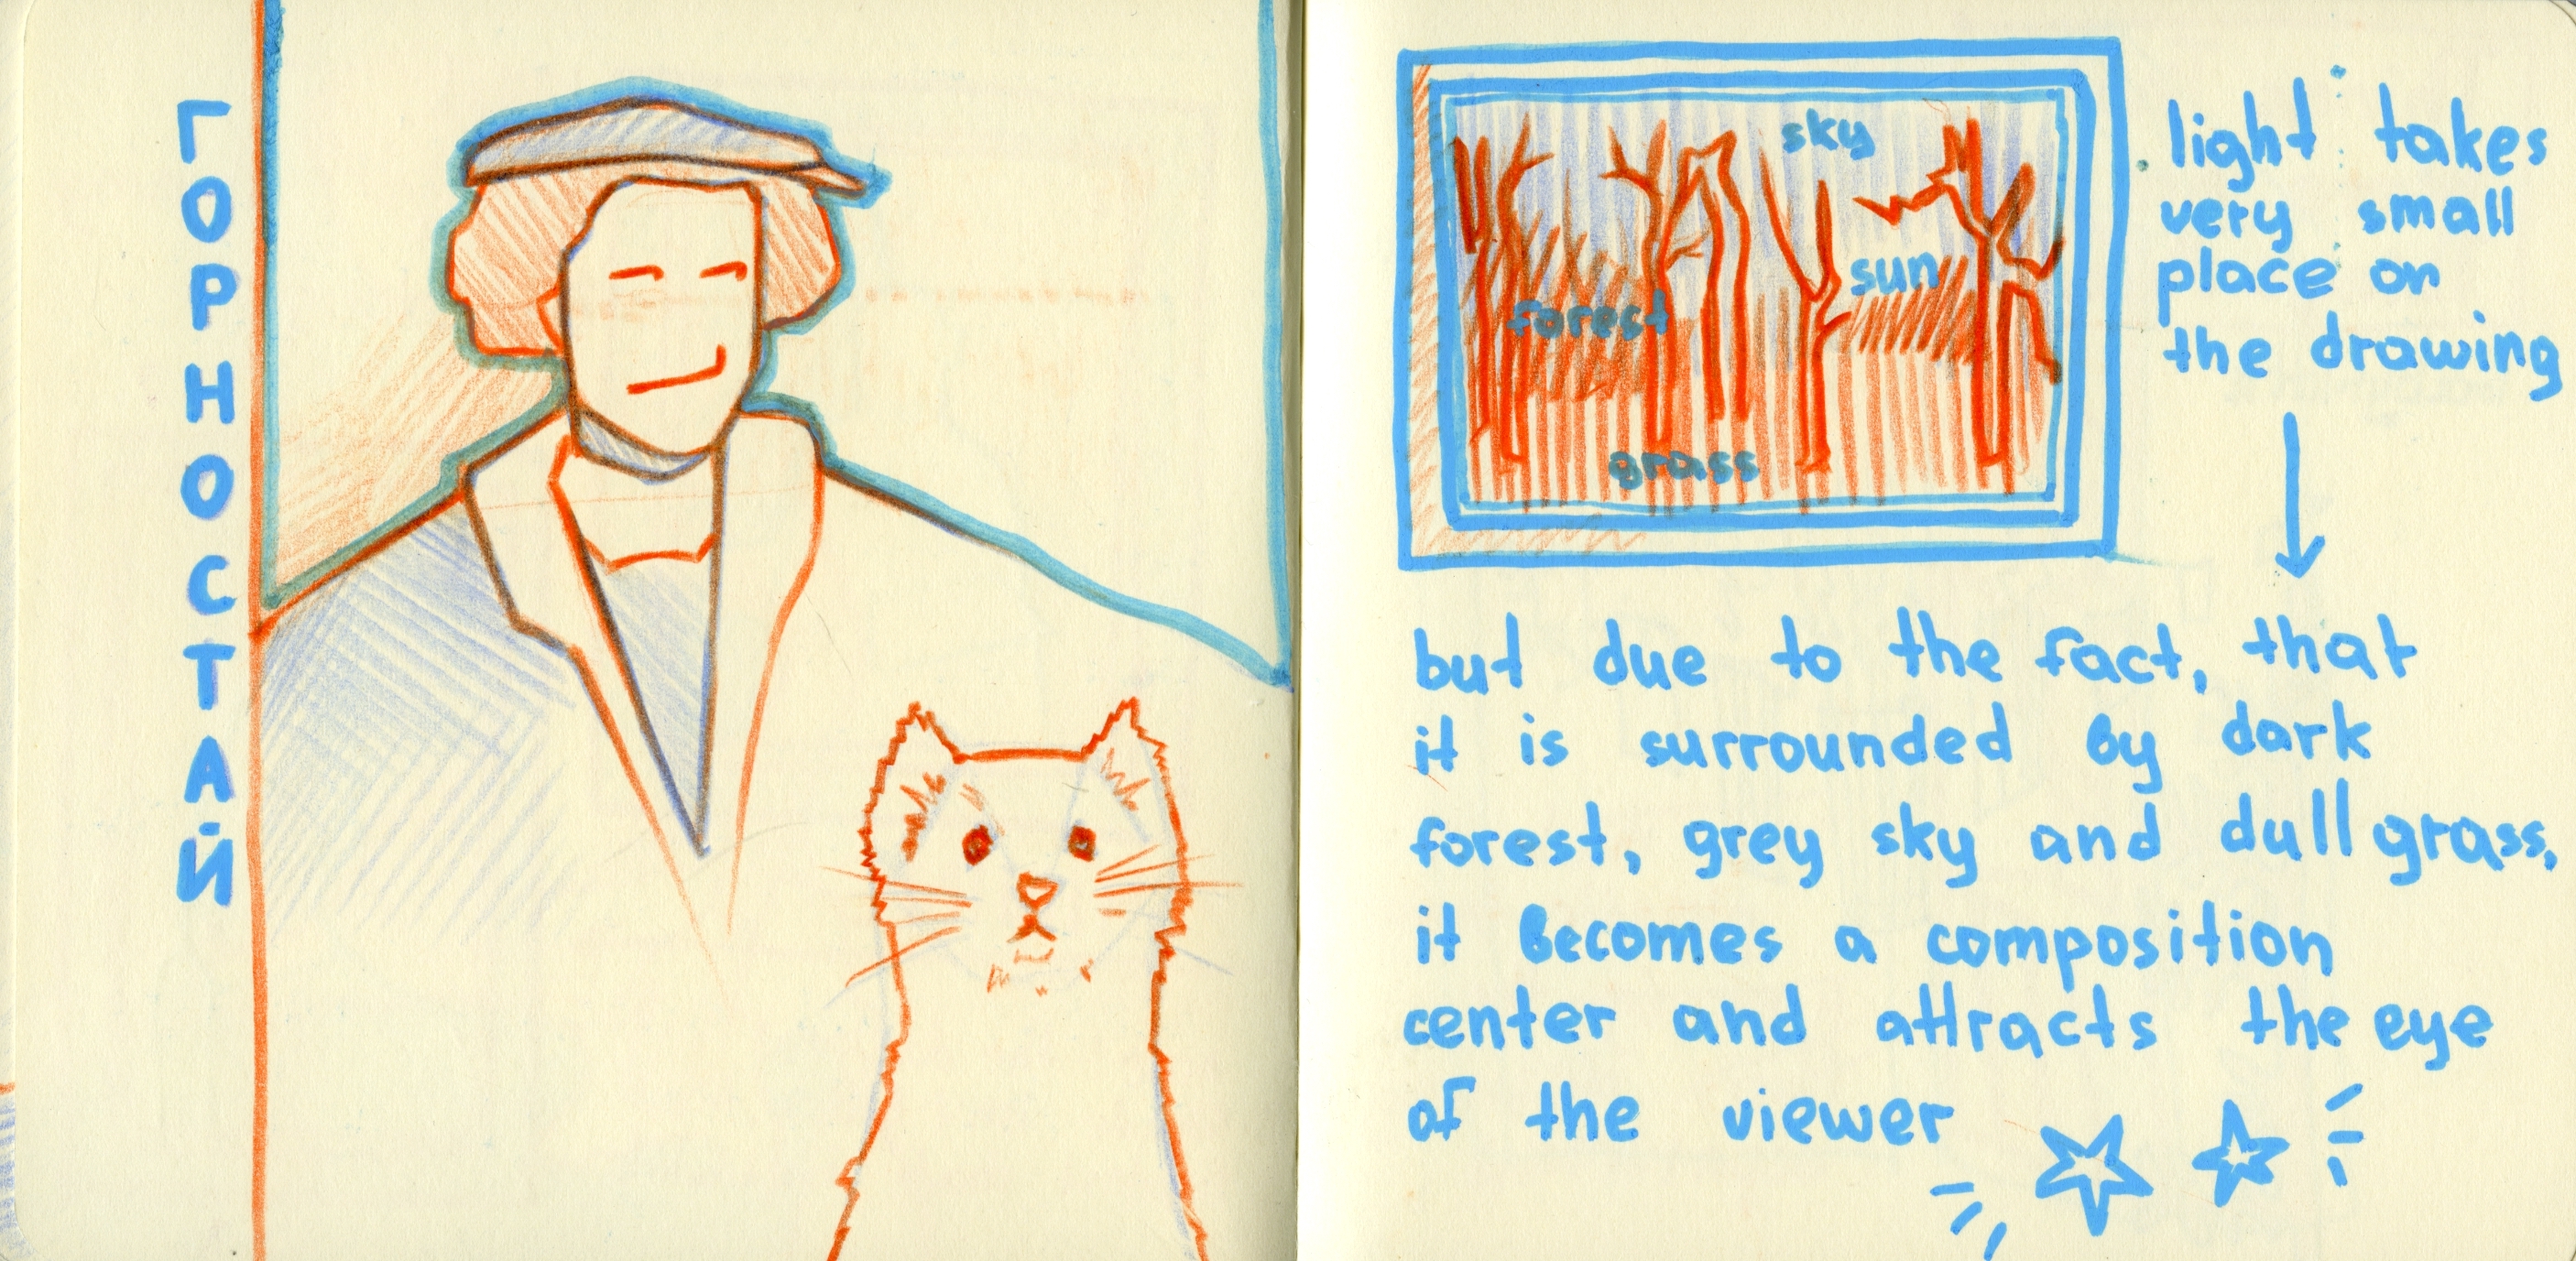 ГОРНОСТАЙ
sky
sun
forest
grass
light takes
very small
place on
the drawing
but due to the fact, that
it is surrounded by dark
forest, grey sky and dull grass,
it becomes a composition
center and attracts the eye
of the viewer